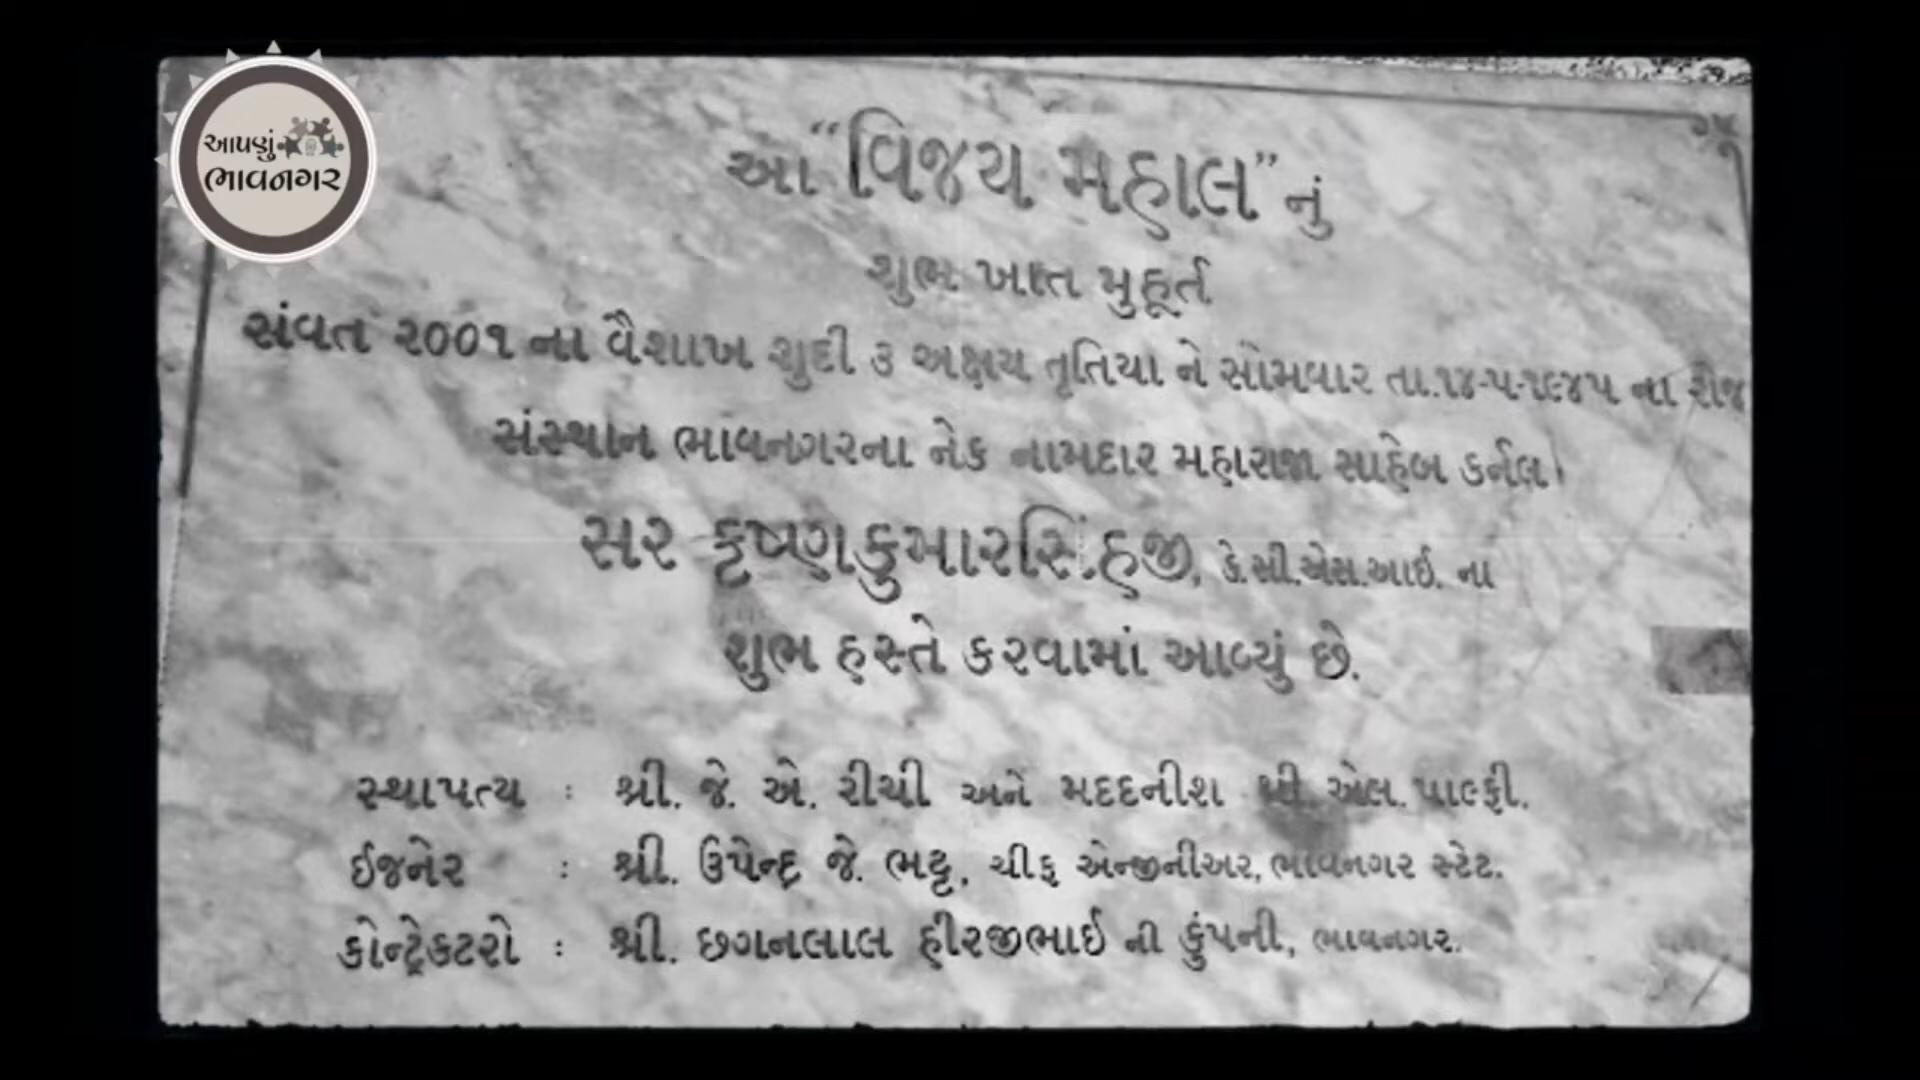 આપણું
ભાવનગર
આ “વિજય મહાલ” નું
શુભ ખાત મુહૂર્ત
સંવત ૨૦૦૧ ના વૈશાખ શુદી ૩ અક્ષય તૃતિયા ને સોમવાર તા.૧૪-૫-૧૯૪૫ ના રોજ
સંસ્થાન ભાવનગરના નેક નામદાર મહારાજા સાહેબ કર્નલ
સર કૃષ્ણકુમારસિંહજી, કે.સી.એસ.આઈ. ના
શુભ હસ્તે કરવામાં આવ્યું છે.
સ્થાપત્ય : શ્રી. જે. એ. રીચી અને મદદનીશ શ્રી. એલ. પાલ્ફી.
ઈજનેર : શ્રી. ઉપેન્દ્ર જે. ભટ્ટ, ચીફ એન્જીનીઅર, ભાવનગર સ્ટેટ.
કોન્ટ્રેકટરો : શ્રી. છગનલાલ હીરજીભાઈ ની કુંપની, ભાવનગર.